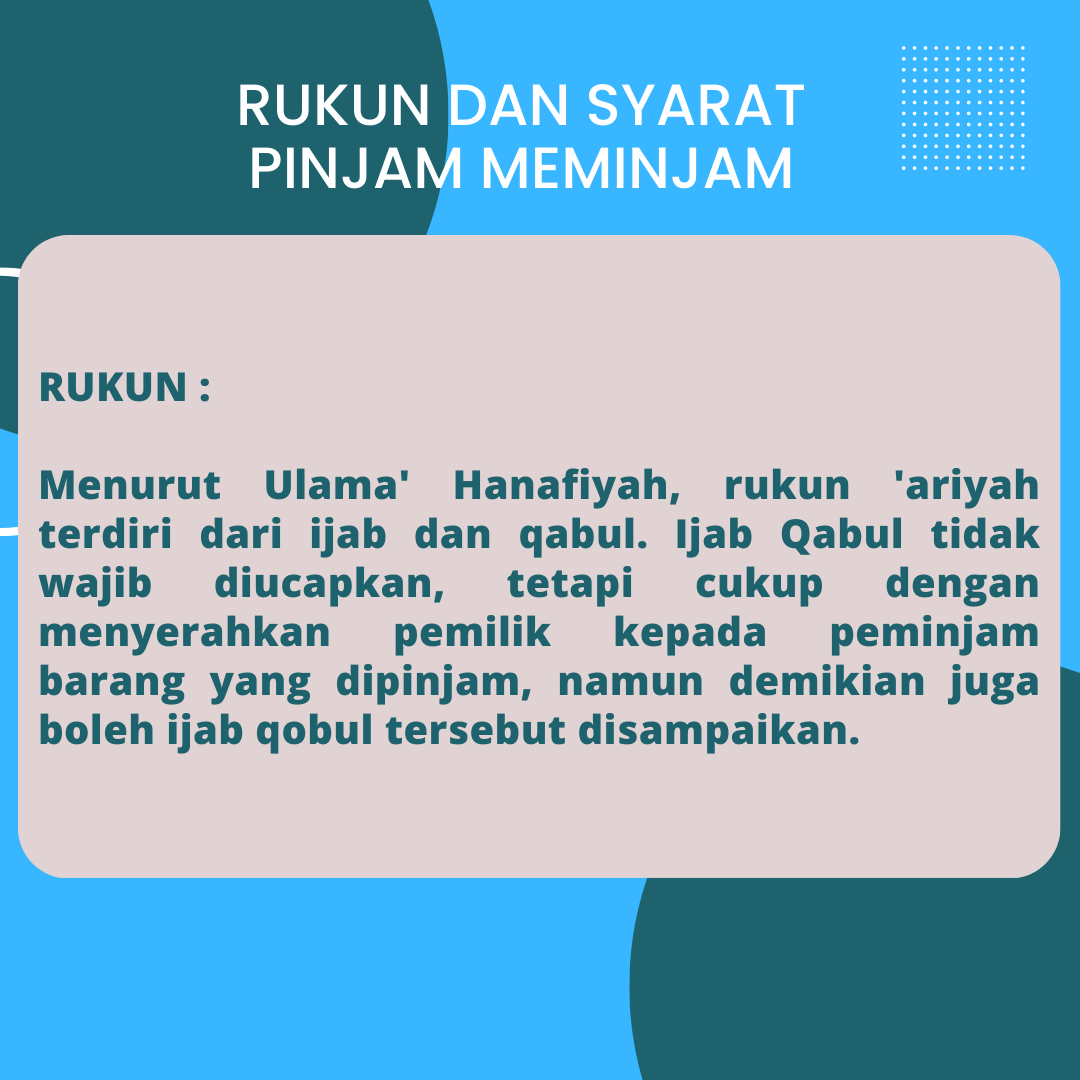 RUKUN DAN SYARAT
PINJAM MEMINJAM
RUKUN :
Menurut Ulama' Hanafiyah, rukun 'ariyah
terdiri dari ijab dan qabul. Ijab Qabul tidak
wajib diucapkan, tetapi cukup dengan
menyerahkan pemilik kepada peminjam
barang yang dipinjam, namun demikian juga
boleh ijab qobul tersebut disampaikan.